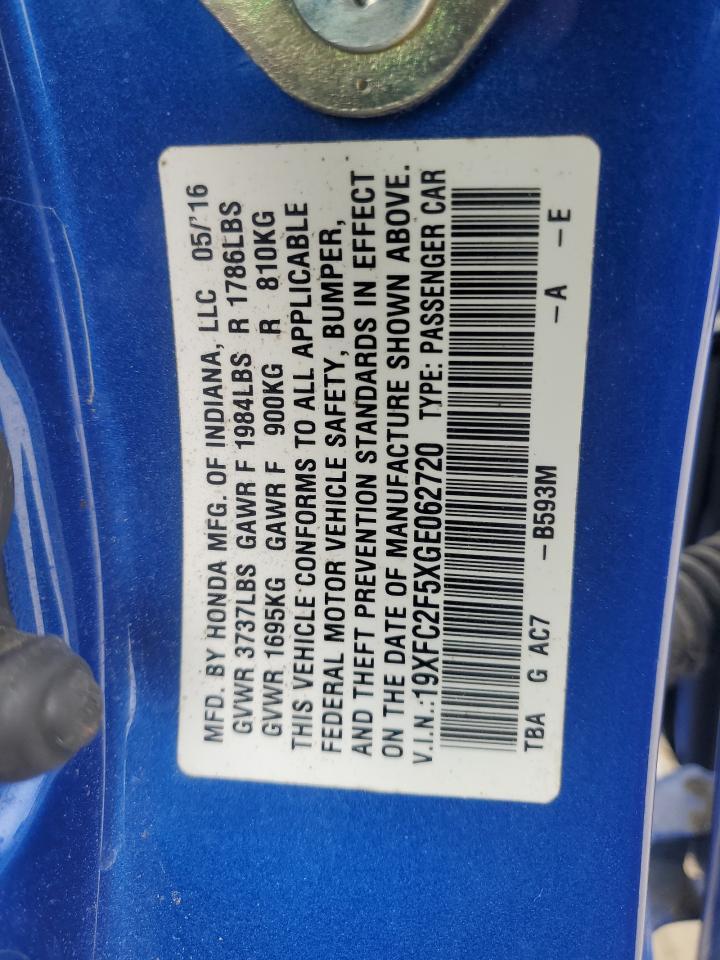 MFD. BY HONDA MFG. OF INDIANA, LLC 05/'16
GVWR 3737LBS GAWR F 1984LBS R 1786LBS
GVWR 1695KG GAWR F 900KG R 810KG
THIS VEHICLE CONFORMS TO ALL APPLICABLE
FEDERAL MOTOR VEHICLE SAFETY, BUMPER,
AND THEFT PREVENTION STANDARDS IN EFFECT
ON THE DATE OF MANUFACTURE SHOWN ABOVE.
V.I.N.:19XFC2F5XGE062720 TYPE: PASSENGER CAR
TBA G AC7 -B593M -A -E